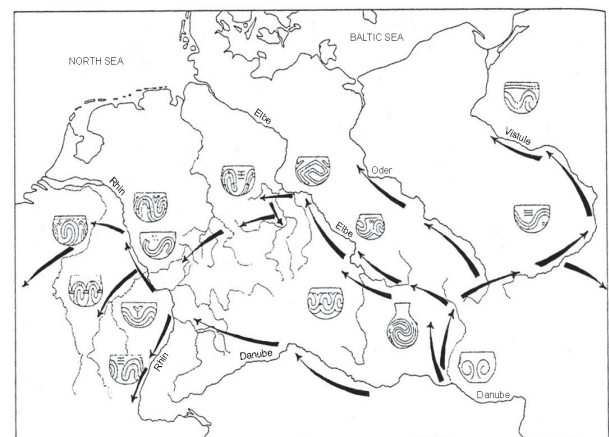 BALTIC SEA
NORTH SEA
Elbe
Vistule
Oder
Rhin
Elbe
Danube
Rhin
Danube